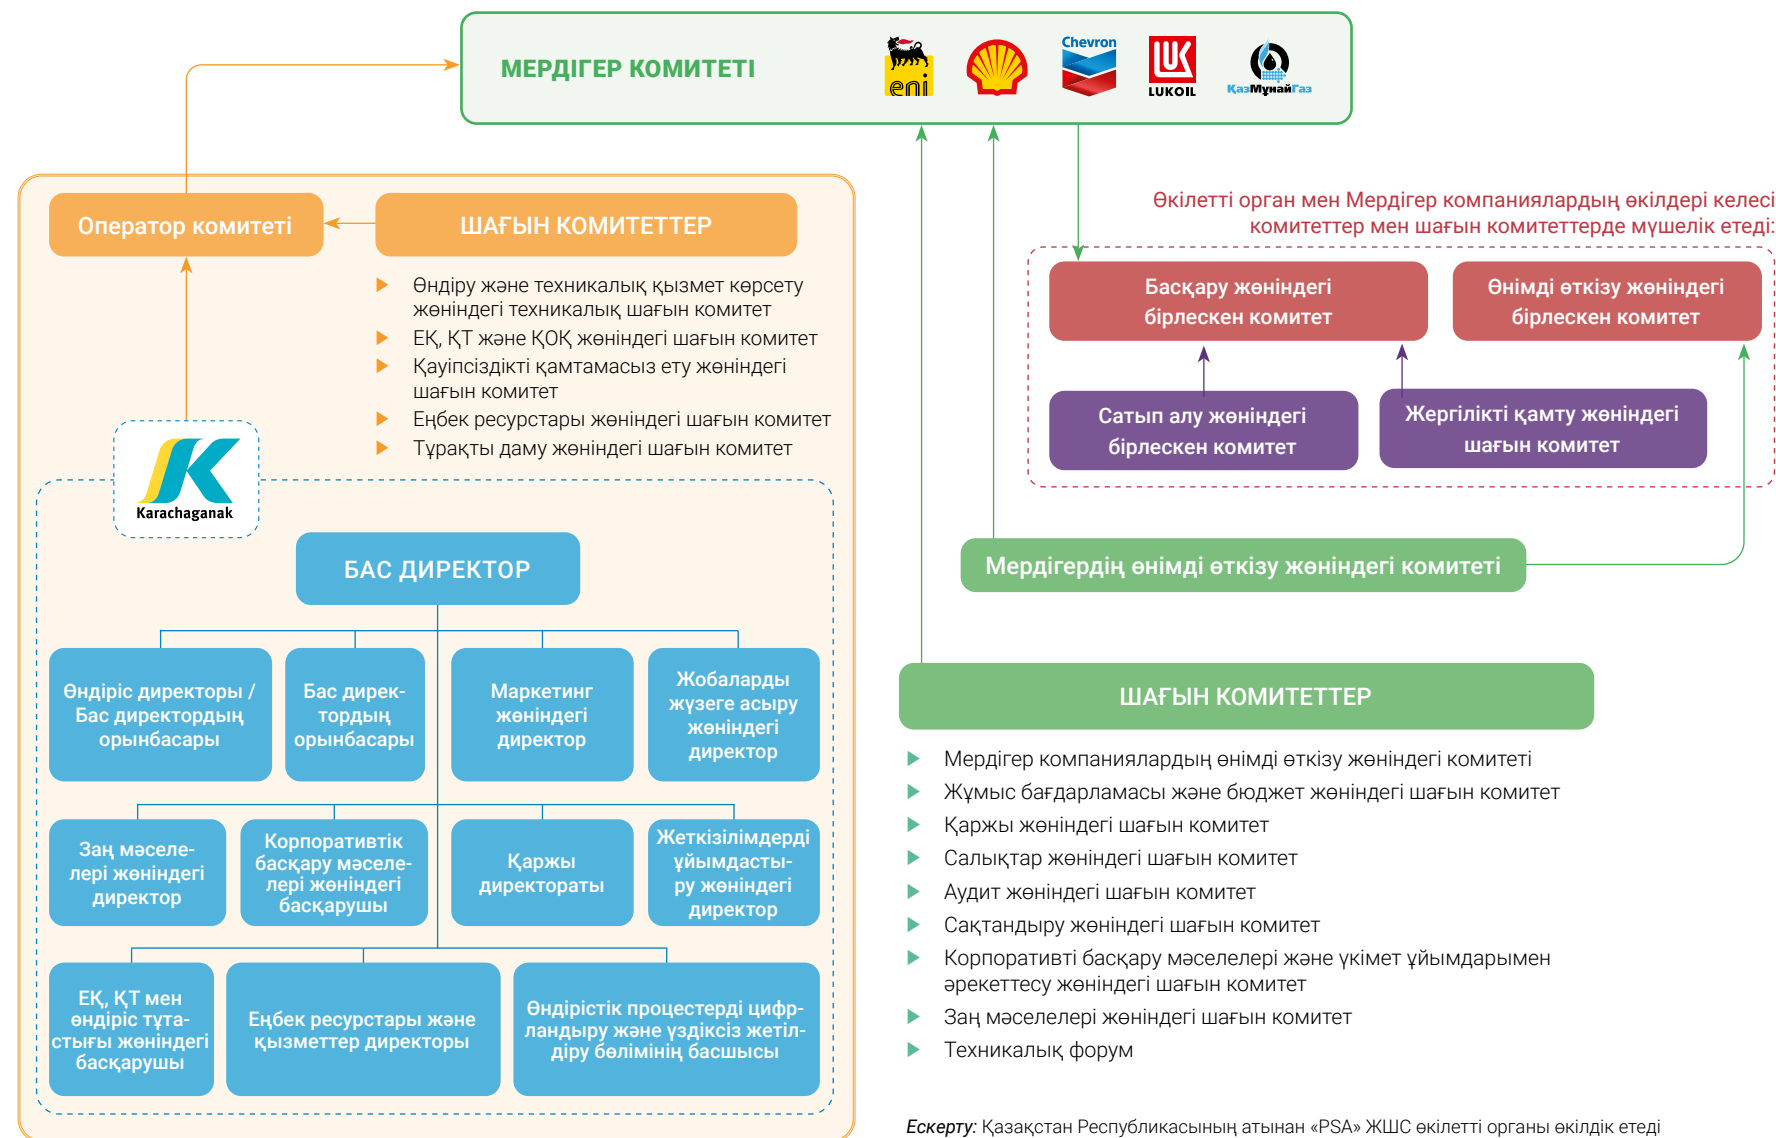 МЕРДІГЕР КОМИТЕТІ
eni
Chevron
LUK
LUKOIL
ҚазМұнайГаз
Оператор комитеті
ШАҒЫН КОМИТЕТТЕР
Өндіру және техникалық қызмет көрсету
жөніндегі техникалық шағын комитет
ЕҚ, ҚТ және ҚОҚ жөніндегі шағын комитет
Қауіпсіздікті қамтамасыз ету жөніндегі
шағын комитет
Еңбек ресурстары жөніндегі шағын комитет
Тұрақты даму жөніндегі шағын комитет
Karachaganak
БАС ДИРЕКТОР
Өндіріс директоры /
Бас директордың
орынбасары
Бас дирек-
тордың
орынбасары
Маркетинг
жөніндегі
директор
Жобаларды
жүзеге асыру
жөніндегі
директор
Заң мәселе-
лері жөніндегі
директор
Корпоративтік
басқару мәселе-
лері жөніндегі
басқарушы
Қаржы
директораты
Жеткізілімдерді
ұйымдасты-
ру жөніндегі
директор
ЕҚ, ҚТ мен
өндіріс тұта-
стығы жөніндегі
басқарушы
Еңбек ресурстары және
қызметтер директоры
Өндірістік процестерді цифр-
ландыру және үздіксіз жетіл-
діру бөлімінің басшысы
Өкілетті орган мен Мердігер компаниялардың өкілдері келесі
комитеттер мен шағын комитеттерде мүшелік етеді:
Басқару жөніндегі
бірлескен комитет
Өнімді өткізу жөніндегі
бірлескен комитет
Сатып алу жөніндегі
бірлескен комитет
Жергілікті қамту жөніндегі
шағын комитет
Мердігердің өнімді өткізу жөніндегі комитеті
ШАҒЫН КОМИТЕТТЕР
Мердігер компаниялардың өнімді өткізу жөніндегі комитеті
Жұмыс бағдарламасы және бюджет жөніндегі шағын комитет
Қаржы жөніндегі шағын комитет
Салықтар жөніндегі шағын комитет
Аудит жөніндегі шағын комитет
Сақтандыру жөніндегі шағын комитет
Корпоративті басқару мәселелері және үкімет ұйымдарымен
әрекеттесу жөніндегі шағын комитет
Заң мәселелері жөніндегі шағын комитет
Техникалық форум
Ескерту: Қазақстан Республикасының атынан «PSA» ЖШС өкілетті органы өкілдік етеді